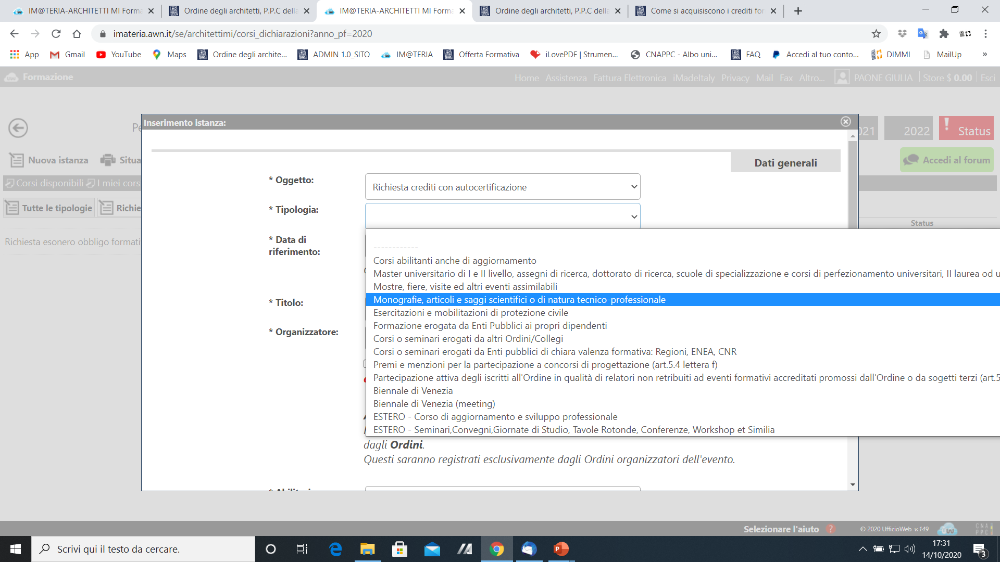 IM@TERIA-ARCHITETTI MI Forma
Ordine degli architetti, P.P.C della
IM@TERIA-ARCHITETTI MI Forma
Ordine degli architetti, P.P.C della
Come si acquisiscono i crediti for
imateria.awn.it/se/architettimi/corsi_dichiarazioni?anno_pf=2020
App Gmail YouTube Maps Ordine degli archite... ADMIN 1.0_SITO IM@TERIA Offerta Formativa iLovePDF | Strumen... CNAPPC - Albo uni... FAQ Accedi al tuo conto... DIMMI MailUp »
uw Formazione
Home Assistenza Fattura Elettronica iMadeItaly Privacy Mail Fax Altro... PAONE GIULIA Store $ 0.00 Esci
Inserimento istanza:
Pe
021 2022 ! Status
Nuova istanza Situa
Accedi al forum
Dati generali
Corsi disponibili I miei cors
* Oggetto: Richiesta crediti con autocertificazione
Tutte le tipologie Richie
* Tipologia:
Status
Richiesta esonero obbligo formati
* Data di
riferimento:
------------
Corsi abilitanti anche di aggiornamento
Master universitario di I e II livello, assegni di ricerca, dottorato di ricerca, scuole di specializzazione e corsi di perfezionamento universitari, II laurea od u
Mostre, fiere, visite ed altri eventi assimilabili
* Titolo:
Monografie, articoli e saggi scientifici o di natura tecnico-professionale
Esercitazioni e mobilitazioni di protezione civile
Formazione erogata da Enti Pubblici ai propri dipendenti
* Organizzatore:
Corsi o seminari erogati da altri Ordini/Collegi
Corsi o seminari erogati da Enti pubblici di chiara valenza formativa: Regioni, ENEA, CNR
Premi e menzioni per la partecipazione a concorsi di progettazione (art.5.4 lettera f)
Partecipazione attiva degli iscritti all'Ordine in qualità di relatori non retribuiti ad eventi formativi accreditati promossi dall'Ordine o da sogetti terzi (art.5
Biennale di Venezia
Biennale di Venezia (meeting)
ESTERO - Corso di aggiornamento e sviluppo professionale
ESTERO - Seminari,Convegni,Giornate di Studio, Tavole Rotonde, Conferenze, Workshop et Similia
dagli Ordini.
Questi saranno registrati esclusivamente dagli Ordini organizzatori dell'evento.
Selezionare l'aiuto ? © 2020 UfficioWeb v.149 uw CNA PPC
Scrivi qui il testo da cercare.
17:31
14/10/2020
3